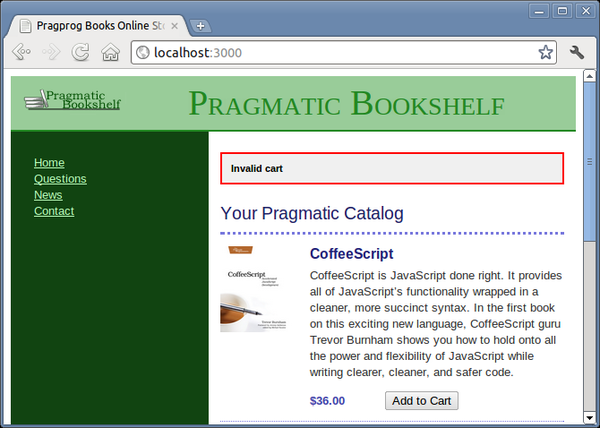 Pragprog Books Online St
localhost:3000
Pragmatic
Bookshelf
PRAGMATIC BOOKSHELF
Home
Questions
News
Contact
Invalid cart
Your Pragmatic Catalog
CoffeeScript
CoffeeScript
CoffeeScript is JavaScript done right. It provides
all of JavaScript's functionality wrapped in a
cleaner, more succinct syntax. In the first book
on this exciting new language, CoffeeScript guru
Trevor Burnham shows you how to hold onto all
the power and flexibility of JavaScript while
writing clearer, cleaner, and safer code.
Trevor Burnham
$36.00
Add to Cart